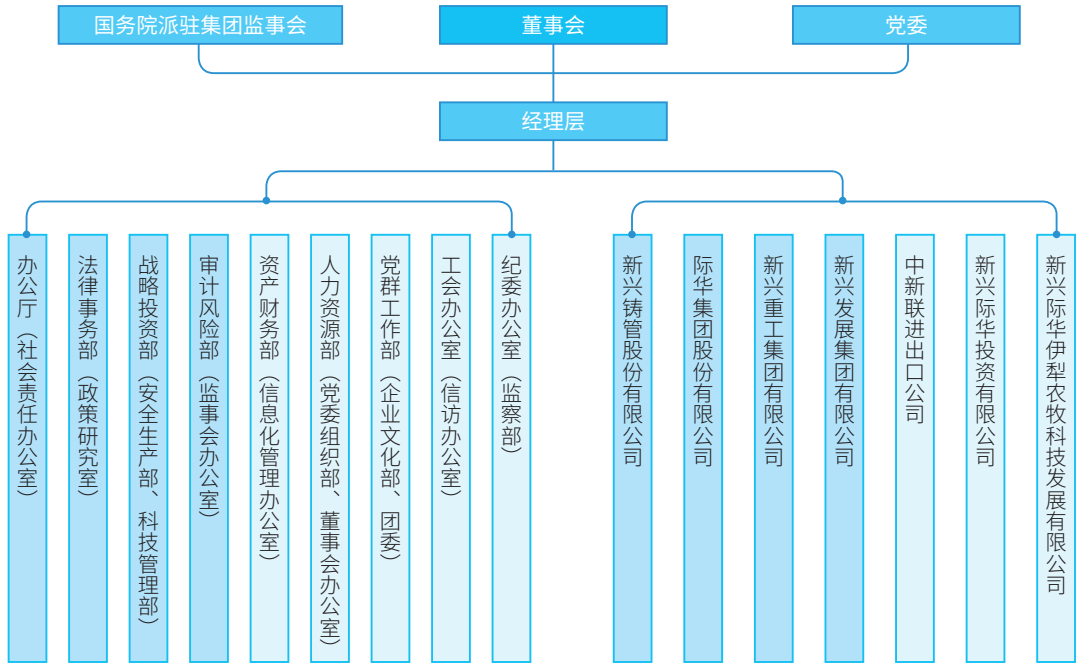 国务院派驻集团监事会
董事会
党委
经理层
办公厅（社会责任办公室）
法律事务部（政策研究室）
战略投资部（安全生产部、科技管理部）
审计风险部（监事会办公室）
资产财务部（信息化管理办公室）
人力资源部（党委组织部、董事会办公室）
党群工作部（企业文化部、团委）
工会办公室（信访办公室）
纪委办公室（监察部）
新兴铸管股份有限公司
际华集团股份有限公司
新兴重工集团有限公司
新兴发展集团有限公司
中新联进出口公司
新兴际华投资有限公司
新兴际华伊犁农牧科技发展有限公司